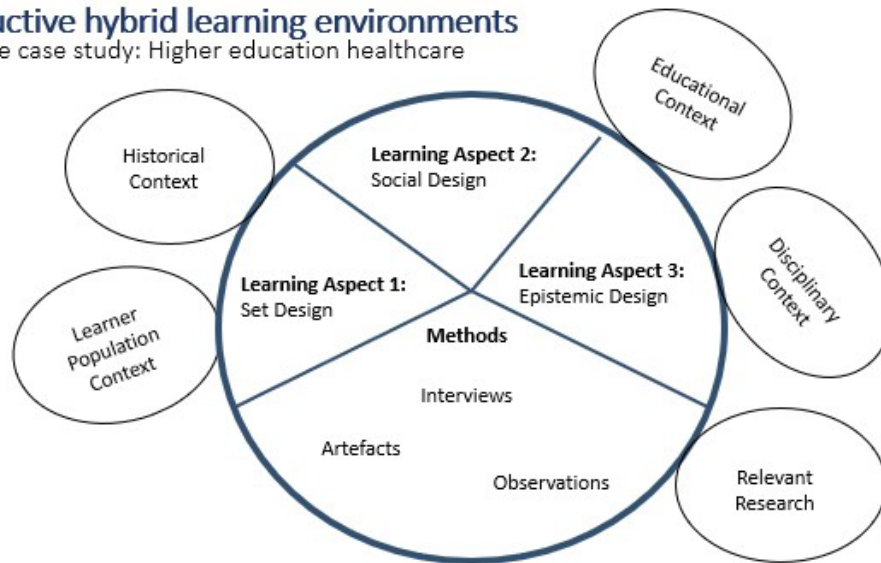 uctive hybrid learning environments
e case study: Higher education healthcare
Educational
Context
Historical
Context
Learning Aspect 2:
Social Design
Disciplinary
Context
Learning Aspect 1:
Set Design
Learning Aspect 3:
Epistemic Design
Learner
Population
Context
Methods
Interviews
Artefacts
Observations
Relevant
Research